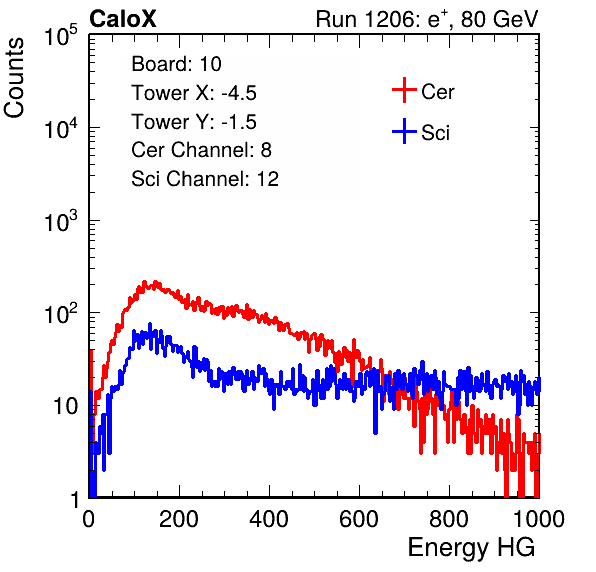 CaloX Run 1206: e⁺, 80 GeV
Counts
10⁵
Board: 10
Tower X: -4.5
Tower Y: -1.5
Cer Channel: 8
Sci Channel: 12
Cer
Sci
10⁴
10³
10²
10
1
0 200 400 600 800 1000
Energy HG